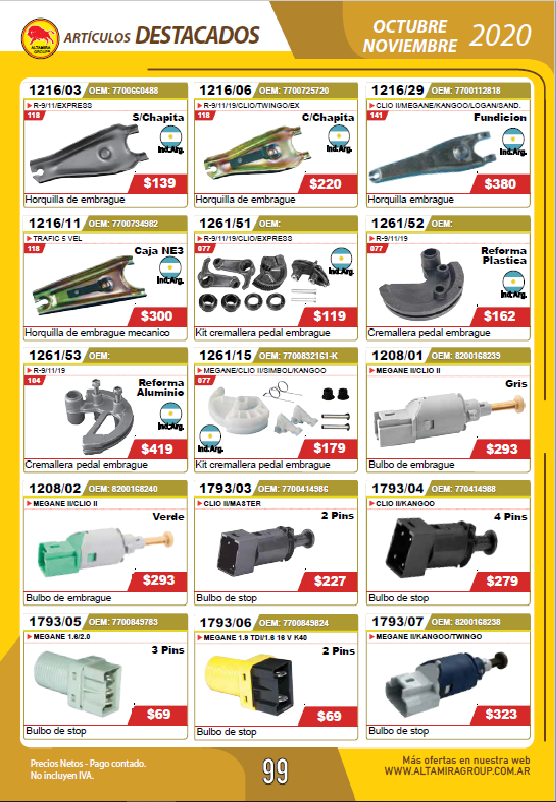 ALTAMIRA
GROUP
ARTÍCULOS DESTACADOS
OCTUBRE
NOVIEMBRE 2020
1216/03 OEM: 7700660488
R-9/11/EXPRESS
118
S/Chapita
Ind.Arg.
$139
Horquilla de embrague
1216/06 OEM: 7700725720
R-9/11/19/CLIO/TWINGO/EX
118
C/Chapita
Ind.Arg.
$220
Horquilla de embrague
1216/29 OEM: 7700112818
CLIO II/MEGANE/KANGOO/LOGAN/SAND.
141
Fundicion
Ind.Arg.
$380
Horquilla embrague
1216/11 OEM: 7700734982
TRAFIC 5 VEL
118
Caja NE3
Ind.Arg.
$300
Horquilla de embrague mecanico
1261/51 OEM:
R-9/11/19/CLIO/EXPRESS
077
Ind.Arg.
$119
Kit cremallera pedal embrague
1261/52 OEM:
R-9/11/19
077
Reforma
Plastica
Ind.Arg.
$162
Cremallera pedal embrague
1261/53 OEM:
R-9/11/19
104
Reforma
Aluminio
Ind.Arg.
$419
Cremallera pedal embrague
1261/15 OEM: 7700832161-K
MEGANE/CLIO II/SIMBOL/KANGOO
077
Ind.Arg.
$179
Kit cremallera pedal embrague
1208/01 OEM: 8200168239
MEGANE II/CLIO II
Gris
$293
Bulbo de embrague
1208/02 OEM: 8200168240
MEGANE II/CLIO II
Verde
$293
Bulbo de embrague
1793/03 OEM: 7700414986
CLIO II/MASTER
2 Pins
$227
Bulbo de stop
1793/04 OEM: 770414988
CLIO II/KANGOO
4 Pins
$279
Bulbo de stop
1793/05 OEM: 7700849783
MEGANE 1.6/2.0
3 Pins
$69
Bulbo de stop
1793/06 OEM: 7700849824
MEGANE 1.9 TDI/1.6i 16 V K40
2 Pins
$69
Bulbo de stop
1793/07 OEM: 8200168238
MEGANE II/KANGOO/TWINGO
$323
Bulbo de stop
Precios Netos - Pago contado.
No incluyen IVA.
99
Más ofertas en nuestra web
WWW.ALTAMIRAGROUP.COM.AR